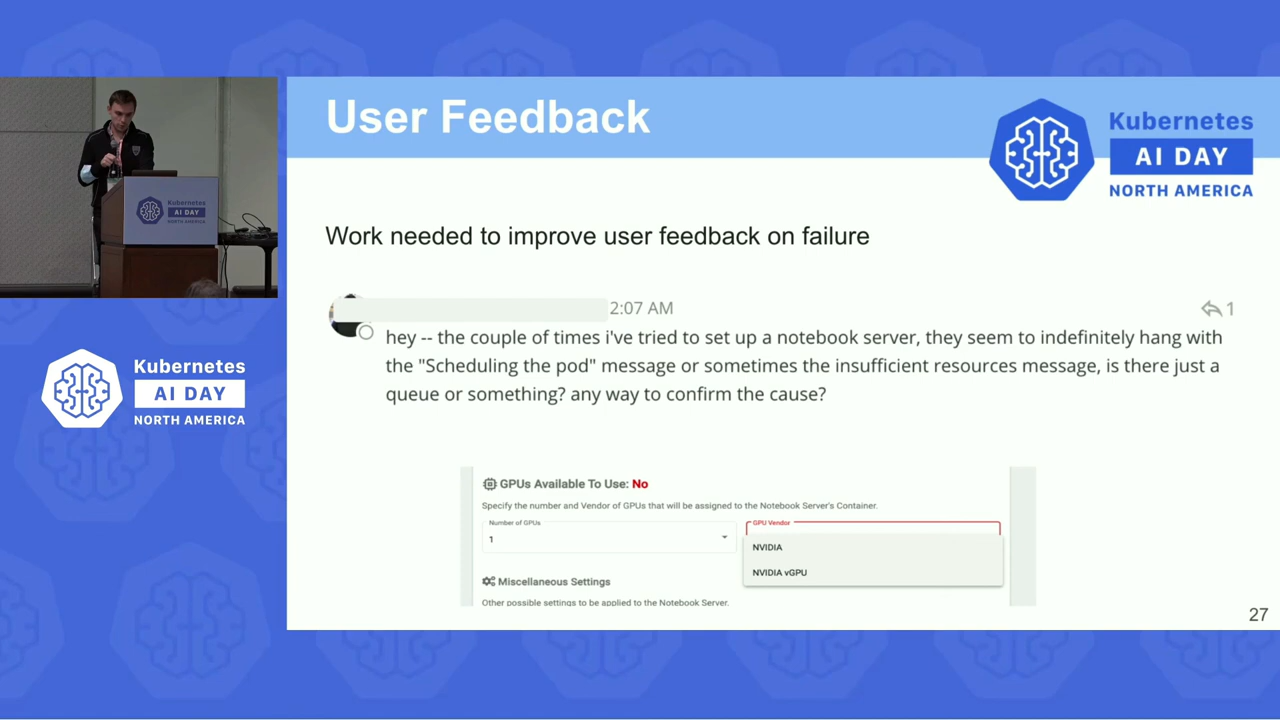 User Feedback
Kubernetes
AI DAY
NORTH AMERICA
Work needed to improve user feedback on failure
2:07 AM
1
hey -- the couple of times i've tried to set up a notebook server, they seem to indefinitely hang with
the "Scheduling the pod" message or sometimes the insufficient resources message, is there just a
queue or something? any way to confirm the cause?
GPUs Available To Use: No
Specify the number and Vendor of GPUs that will be assigned to the Notebook Server's Container.
Number of GPUs
1
GPU Vendor
NVIDIA
NVIDIA vGPU
Miscellaneous Settings
Other possible settings to be applied to the Notebook Server.
27
Kubernetes
AI DAY
NORTH AMERICA
Kubernetes
AI DAY
NORTH AMERICA